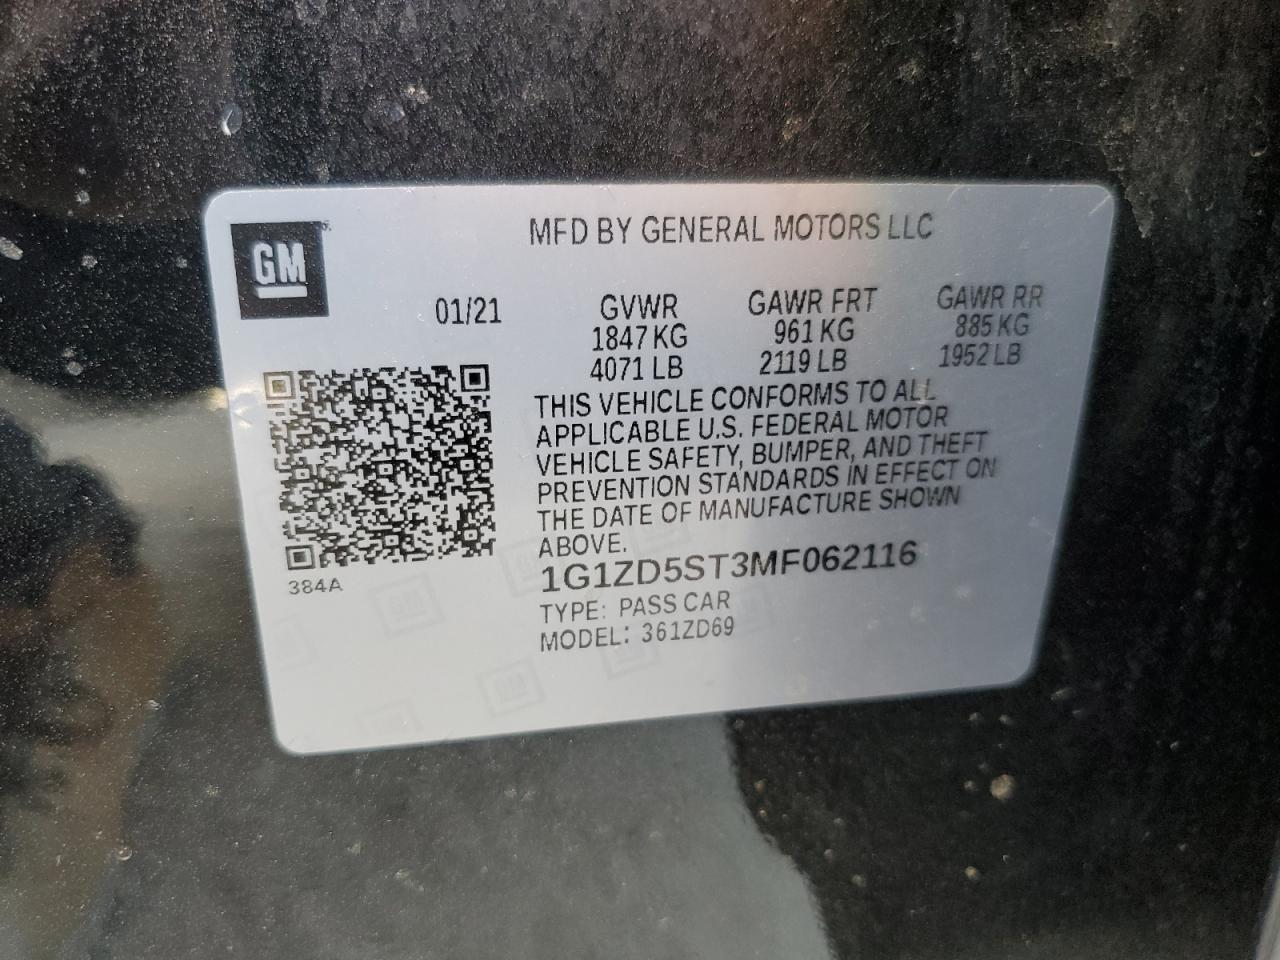 MFD BY GENERAL MOTORS LLC
GM
01/21
GVWR GAWR FRT GAWR RR
1847 KG 961 KG 885 KG
4071 LB 2119 LB 1952 LB
THIS VEHICLE CONFORMS TO ALL
APPLICABLE U.S. FEDERAL MOTOR
VEHICLE SAFETY, BUMPER, AND THEFT
PREVENTION STANDARDS IN EFFECT ON
THE DATE OF MANUFACTURE SHOWN
ABOVE.
384A
1G1ZD5ST3MF062116
TYPE: PASS CAR
MODEL: 361ZD69